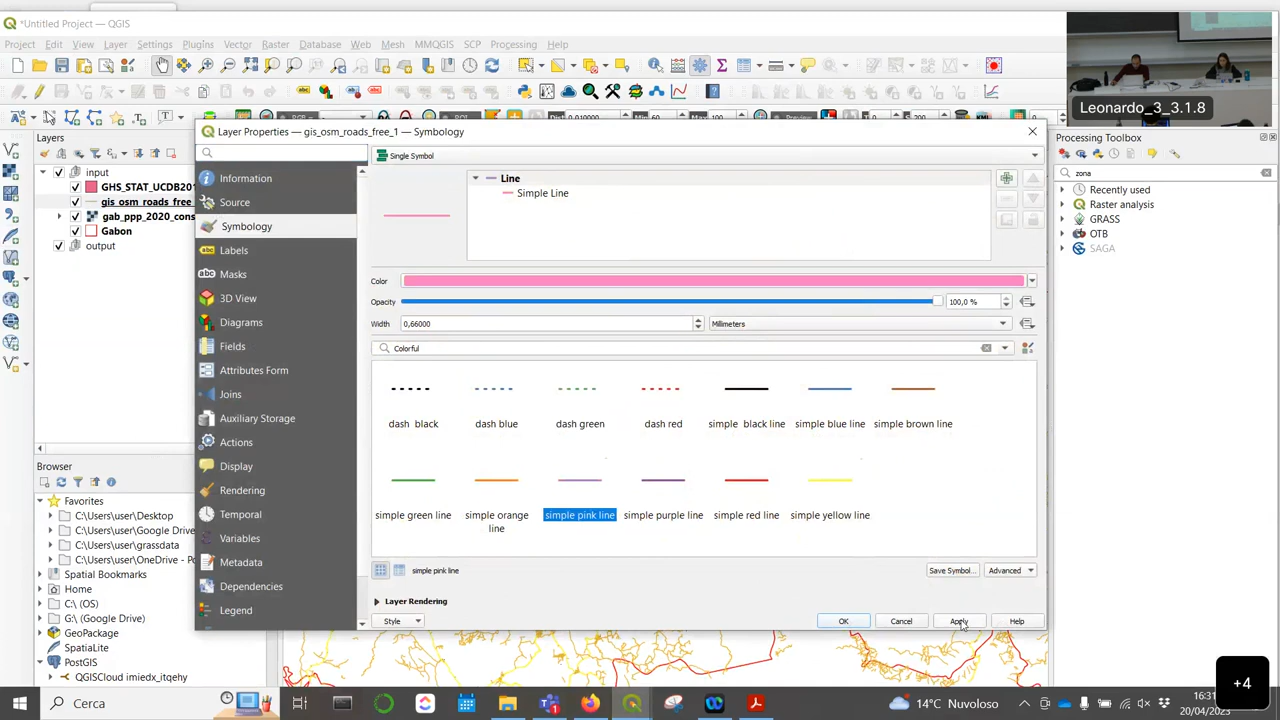 *Untitled Project — QGIS
Project Edit View Layer Settings Plugins Vector Raster Database Web Mesh MMQGIS SCP Processing Help
Leonardo_3_3.1.8
Layers
input
GHS_STAT_UCDB201
gis_osm_roads_free_
gab_ppp_2020_cons
Gabon
output
Layer Properties — gis_osm_roads_free_1 — Symbology
Information
Source
Symbology
Labels
Masks
3D View
Diagrams
Fields
Attributes Form
Joins
Auxiliary Storage
Actions
Display
Rendering
Temporal
Variables
Metadata
Dependencies
Legend
Single Symbol
Line
Simple Line
Color
Opacity 100,0 %
Width 0,66000 Millimeters
Colorful
dash black dash blue dash green dash red simple black line simple blue line simple brown line
simple green line simple orange line simple pink line simple purple line simple red line simple yellow line
simple pink line Save Symbol... Advanced
Layer Rendering
Style OK Cancel Apply Help
Processing Toolbox
zona
Recently used
Raster analysis
GRASS
OTB
SAGA
Browser
Favorites
C:\user\user\Desktop
C:\user\user\Google Drive
C:\users\user\grassdata
C:\users\user\OneDrive - Po
Spatial Bookmarks
Home
C:\ (OS)
G:\ (Google Drive)
GeoPackage
SpatiaLite
PostGIS
QGISCloud imiedx_itqehy
+4
Cerca
14°C Nuvoloso
16:31
20/04/2023